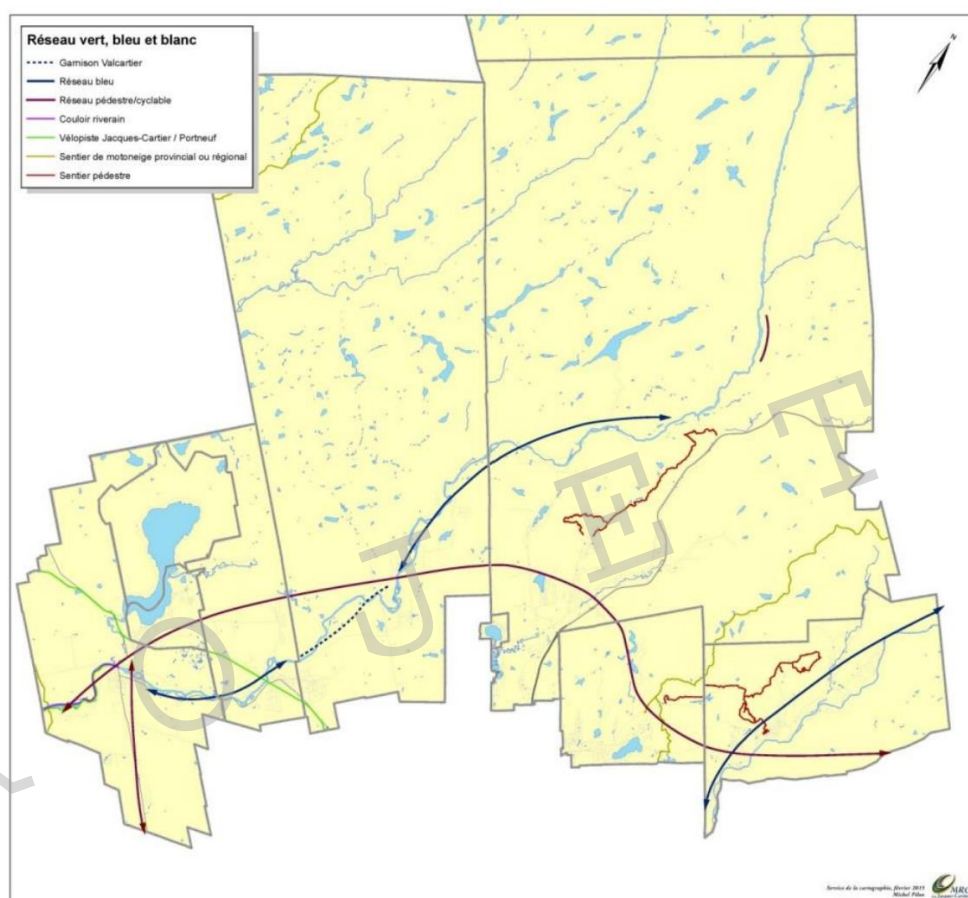 Réseau vert, bleu et blanc
Garnison Valcartier
Réseau bleu
Réseau pédestre/cyclable
Couloir riverain
Vélopiste Jacques-Cartier / Portneuf
Sentier de motoneige provincial ou régional
Sentier pédestre
N
O J E T
Service de la cartographie, février 2015
Michel Pilon
MRC